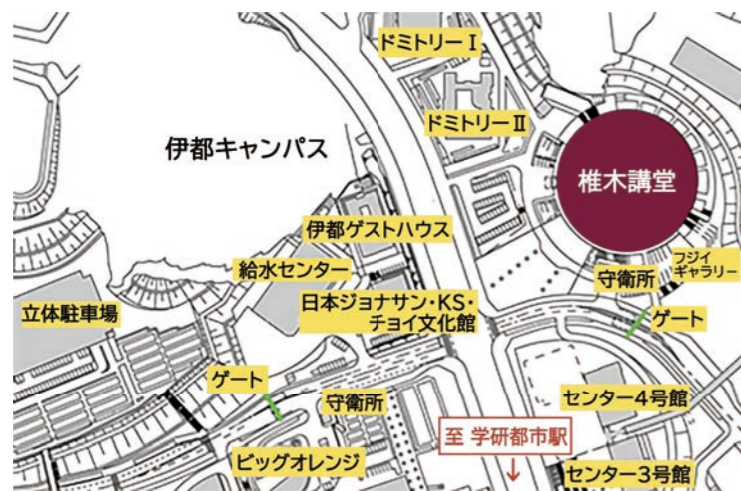 ドミトリーⅠ
ドミトリーⅡ
伊都キャンパス
椎木講堂
伊都ゲストハウス
フジイ
ギャラリー
給水センター
守衛所
日本ジョナサン・KS・
チョイ文化館
立体駐車場
ゲート
ゲート
守衛所
センター4号館
至 学研都市駅
ビッグオレンジ
センター3号館